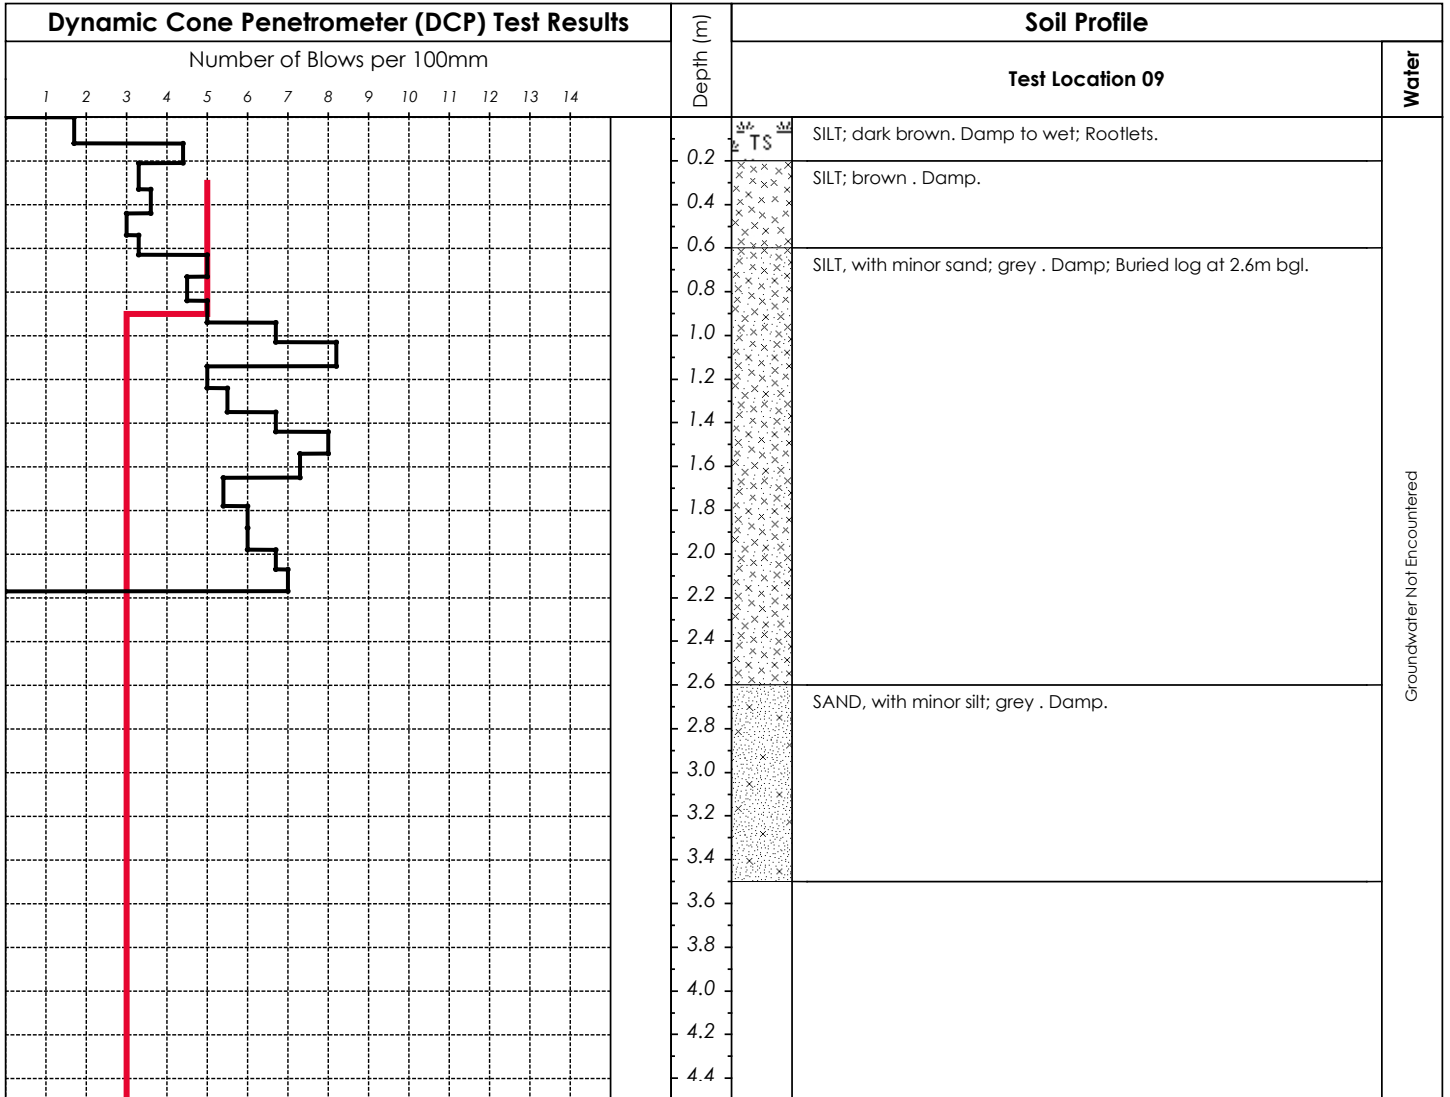 Dynamic Cone Penetrometer (DCP) Test Results
Number of Blows per 100mm
1 2 3 4 5 6 7 8 9 10 11 12 13 14
Depth (m)
Soil Profile
Test Location 09
Water
TS
SILT; dark brown. Damp to wet; Rootlets.
0.2
SILT; brown . Damp.
0.4
0.6
SILT, with minor sand; grey . Damp; Buried log at 2.6m bgl.
0.8
1.0
1.2
1.4
1.6
1.8
2.0
2.2
2.4
2.6
SAND, with minor silt; grey . Damp.
2.8
3.0
3.2
3.4
3.6
3.8
4.0
4.2
4.4
Groundwater Not Encountered